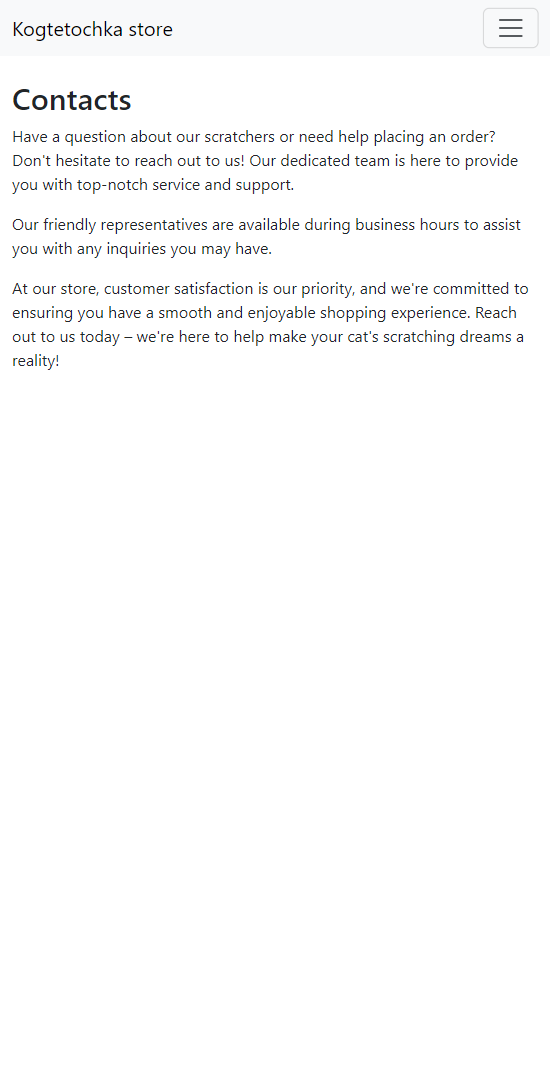 Kogtetochka store
Contacts
Have a question about our scratchers or need help placing an order?
Don't hesitate to reach out to us! Our dedicated team is here to provide
you with top-notch service and support.
Our friendly representatives are available during business hours to assist
you with any inquiries you may have.
At our store, customer satisfaction is our priority, and we're committed to
ensuring you have a smooth and enjoyable shopping experience. Reach
out to us today – we're here to help make your cat's scratching dreams a
reality!